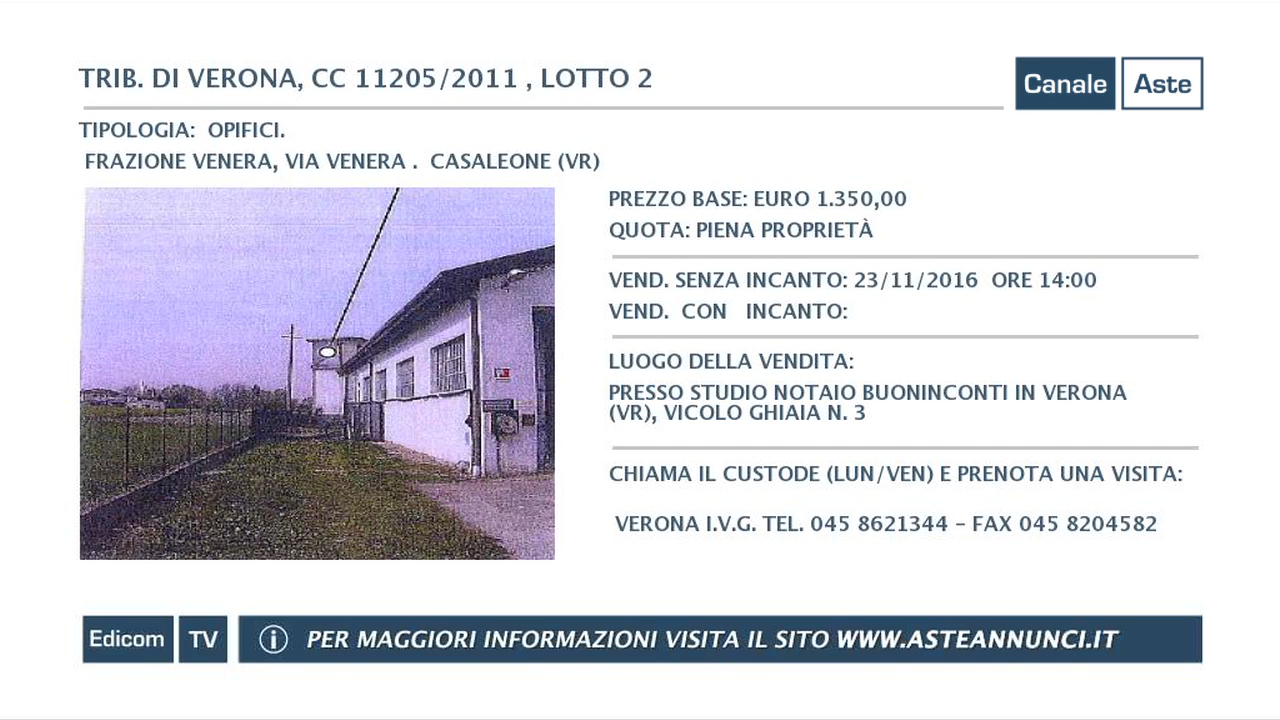 TRIB. DI VERONA, CC 11205/2011 , LOTTO 2
Canale Aste
TIPOLOGIA: OPIFICI.
FRAZIONE VENERA, VIA VENERA . CASALEONE (VR)
PREZZO BASE: EURO 1.350,00
QUOTA: PIENA PROPRIETÀ
VEND. SENZA INCANTO: 23/11/2016 ORE 14:00
VEND. CON INCANTO:
LUOGO DELLA VENDITA:
PRESSO STUDIO NOTAIO BUONINCONTI IN VERONA
(VR), VICOLO GHIAIA N. 3
CHIAMA IL CUSTODE (LUN/VEN) E PRENOTA UNA VISITA:
VERONA I.V.G. TEL. 045 8621344 – FAX 045 8204582
Edicom TV
PER MAGGIORI INFORMAZIONI VISITA IL SITO WWW.ASTEANNUNCI.IT